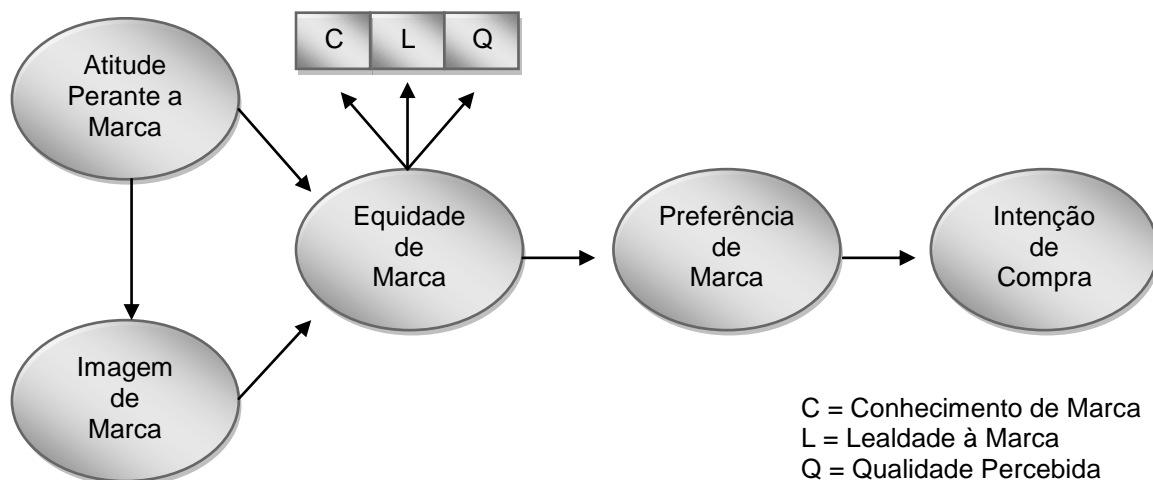 C L Q
Atitude
Perante a
Marca
Equidade
de
Marca
Preferência
de
Marca
Intenção
de
Compra
Imagem
de
Marca
C = Conhecimento de Marca
L = Lealdade à Marca
Q = Qualidade Percebida